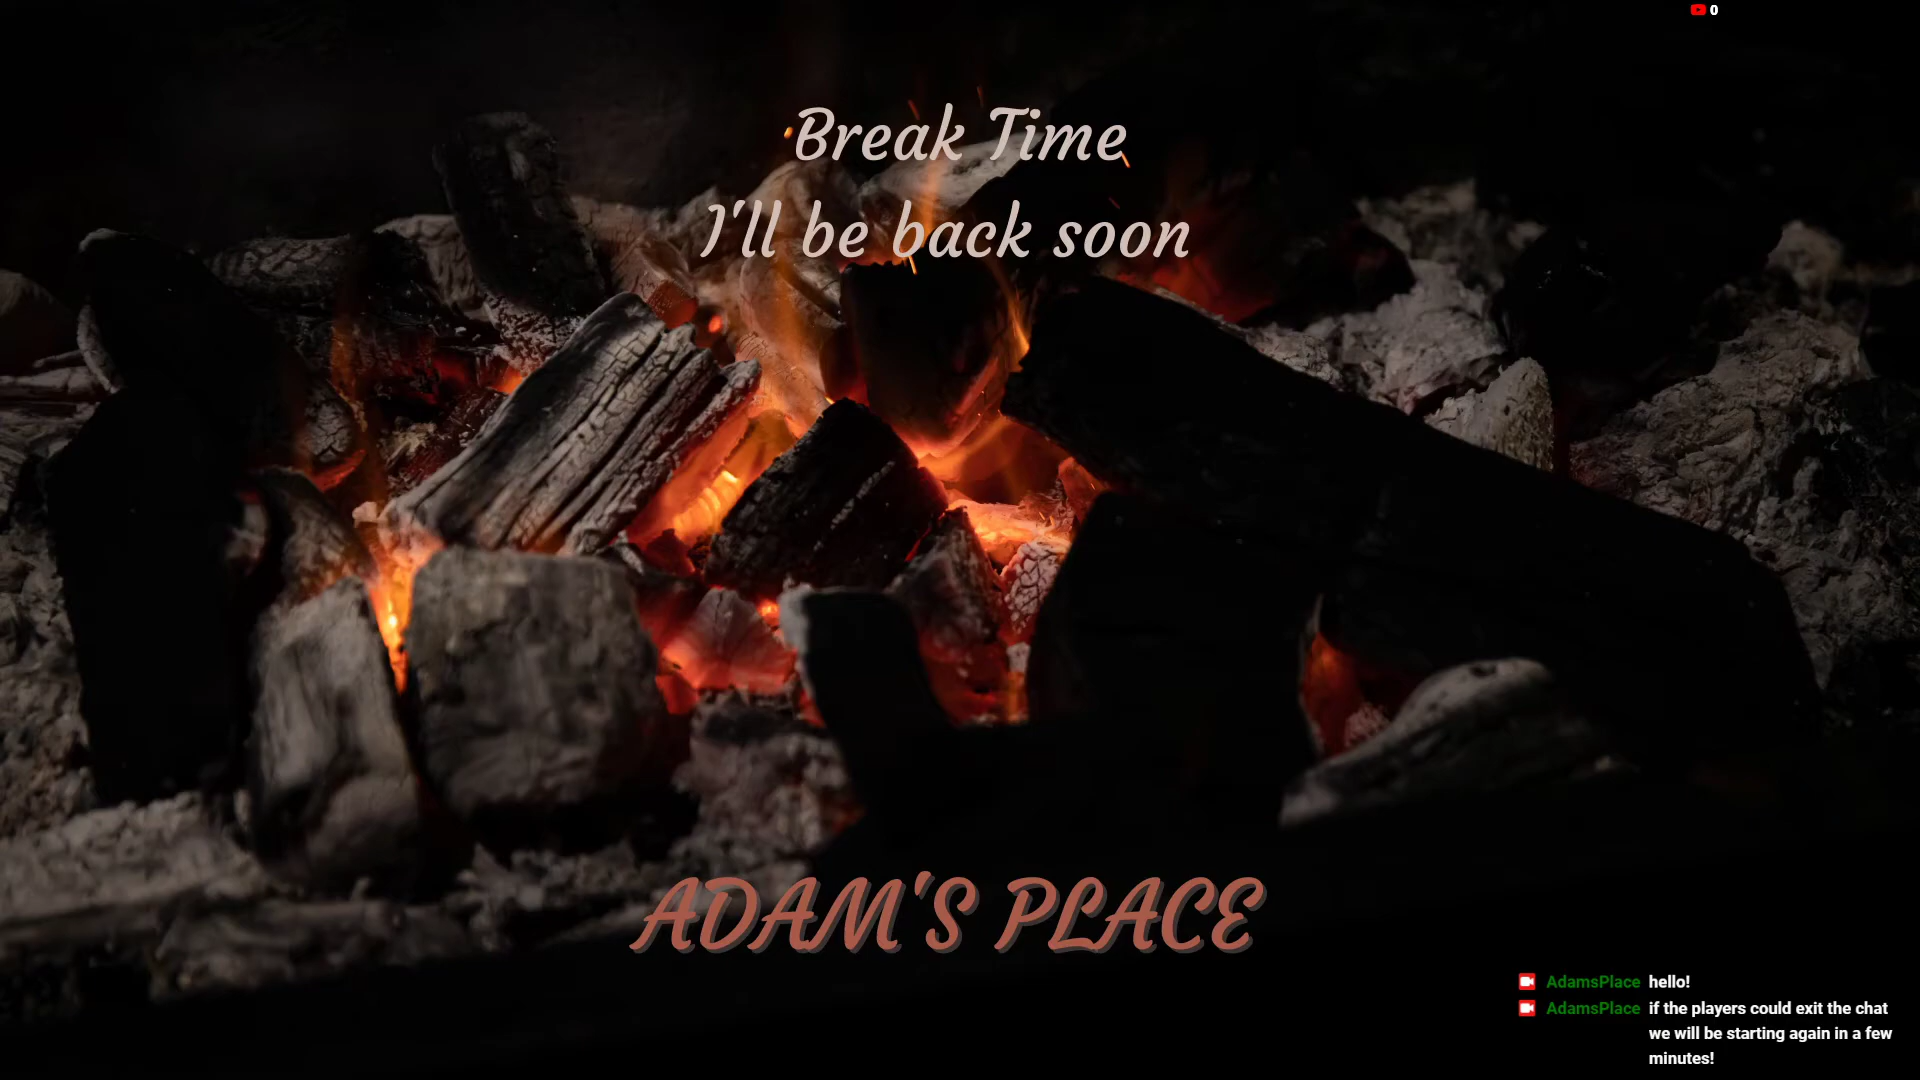 0
Break Time
I'll be back soon
ADAM'S PLACE
AdamsPlace hello!
AdamsPlace if the players could exit the chat
we will be starting again in a few
minutes!